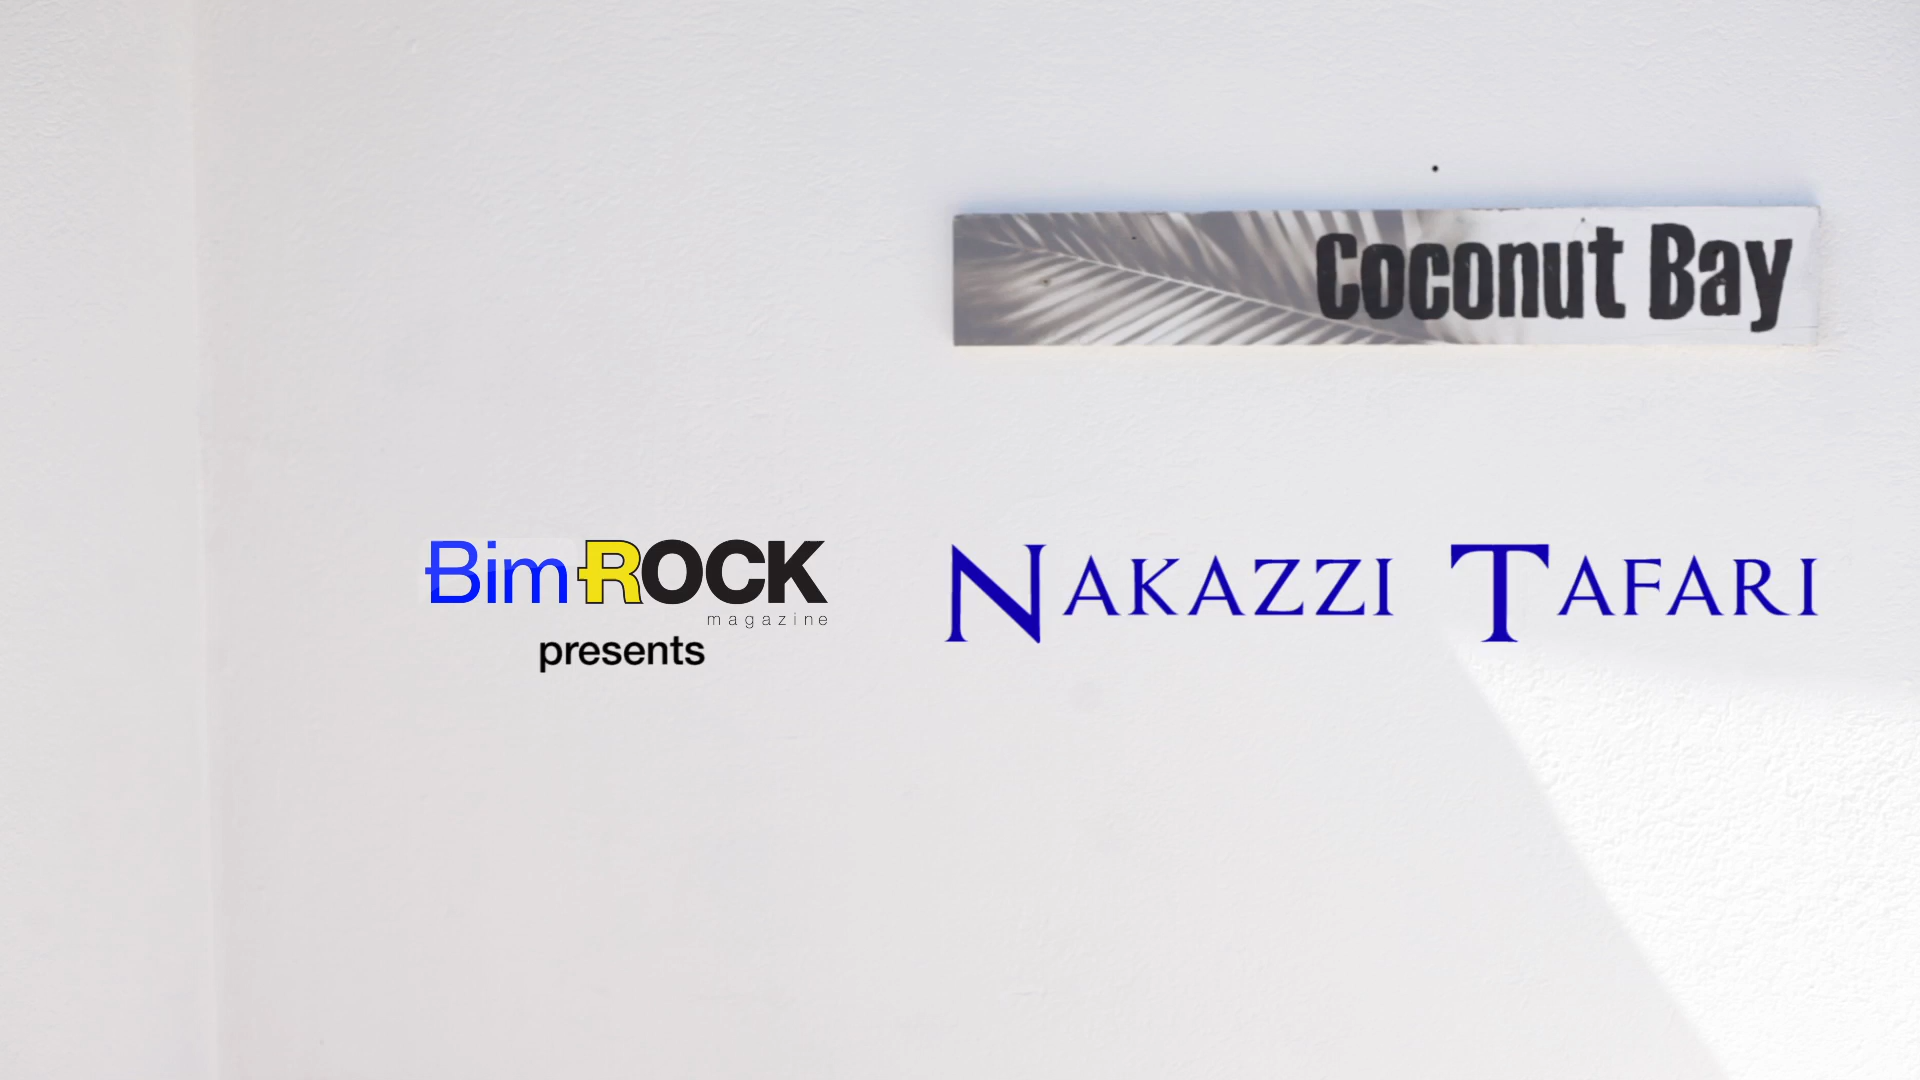 Coconut Bay
BimROCK
magazine
presents
NAKAZZI TAFARI